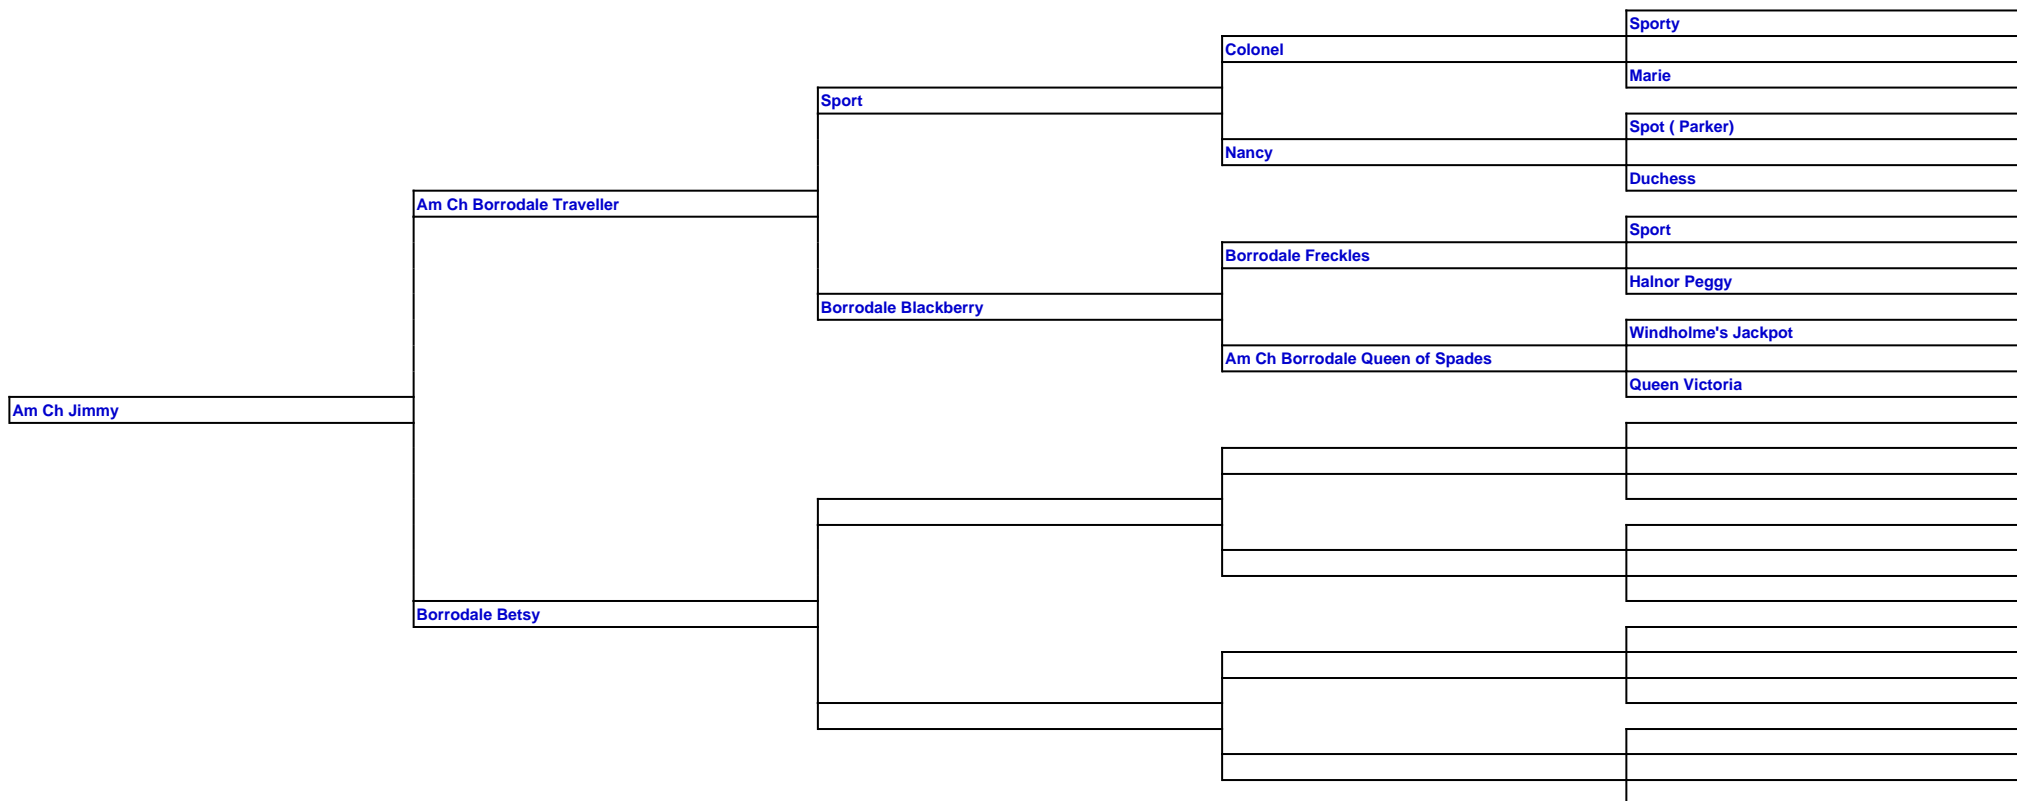 Sporty
Colonel
Marie
Sport
Spot ( Parker)
Nancy
Duchess
Am Ch Borrodale Traveller
Sport
Borrodale Freckles
Halnor Peggy
Borrodale Blackberry
Windholme's Jackpot
Am Ch Borrodale Queen of Spades
Queen Victoria
Am Ch Jimmy
Borrodale Betsy